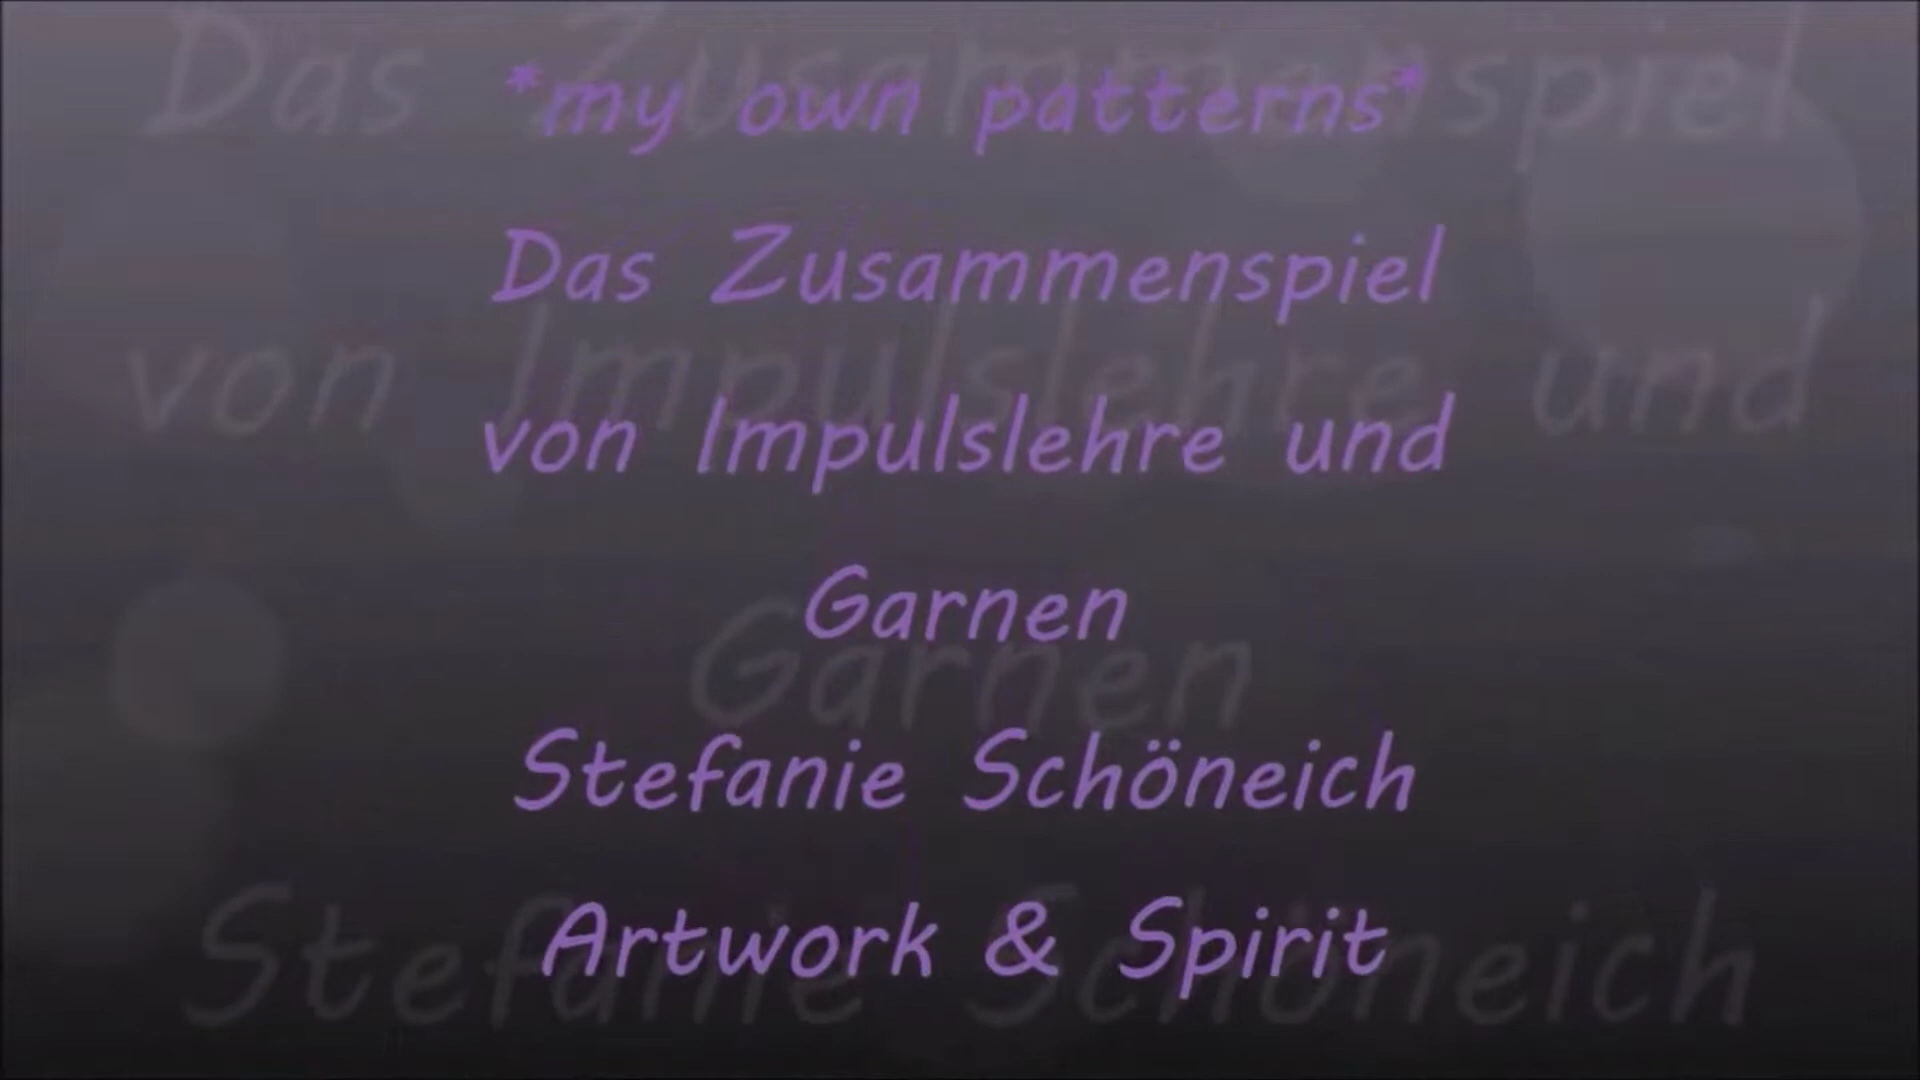 *my own patterns*
Das Zusammenspiel
von Impulslehre und
Garnen
Stefanie Schöneich
Artwork & Spirit